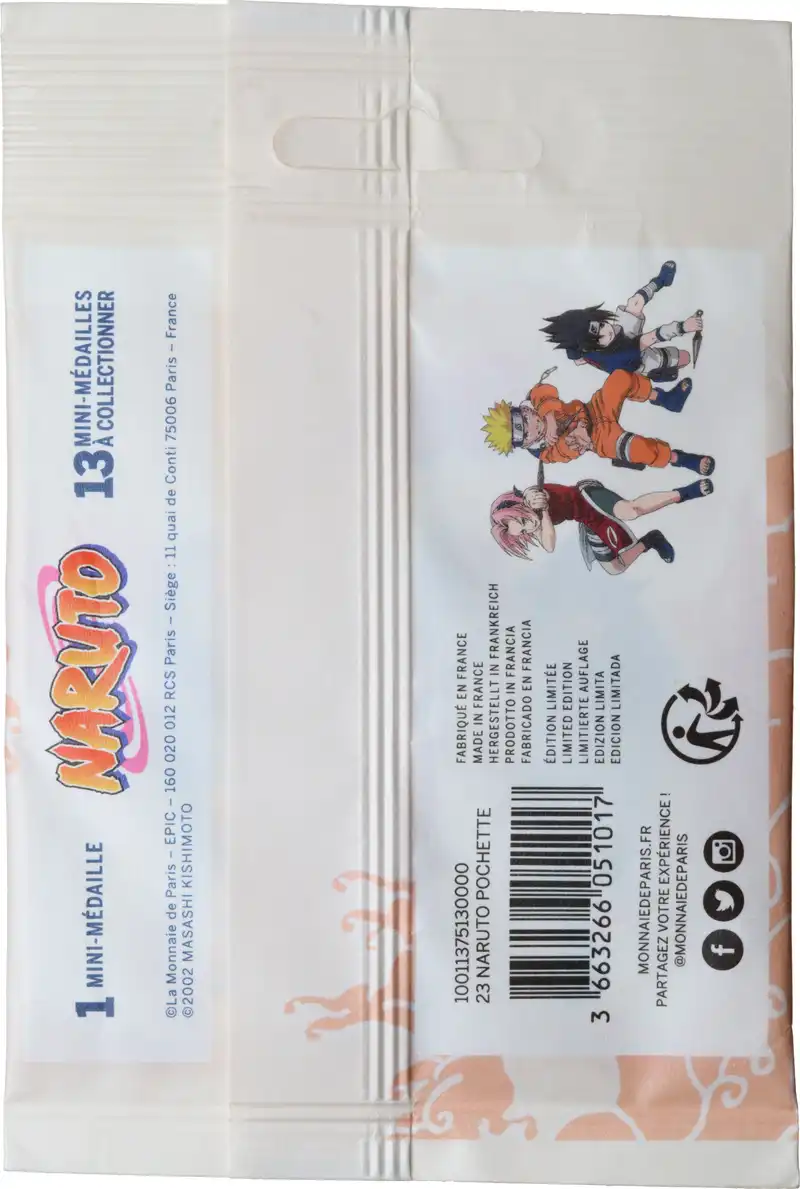 1 MINI-MÉDAILLE
NARUTO
13 MINI-MÉDAILLES
À COLLECTIONNER
©La Monnaie de Paris – EPIC – 160 020 012 RCS Paris – Siège : 11 quai de Conti 75006 Paris – France
©2002 MASASHI KISHIMOTO
10011375130000
23 NARUTO POCHETTE
3 663266 051017
FABRIQUÉ EN FRANCE
MADE IN FRANCE
HERGESTELLT IN FRANKREICH
PRODOTTO IN FRANCIA
FABRICADO EN FRANCIA
ÉDITION LIMITÉE
LIMITED EDITION
LIMITIERTE AUFLAGE
EDIZION LIMITA
EDICION LIMITADA
MONNAIEDEPARIS.FR
PARTAGEZ VOTRE EXPÉRIENCE !
@MONNAIEDEPARIS